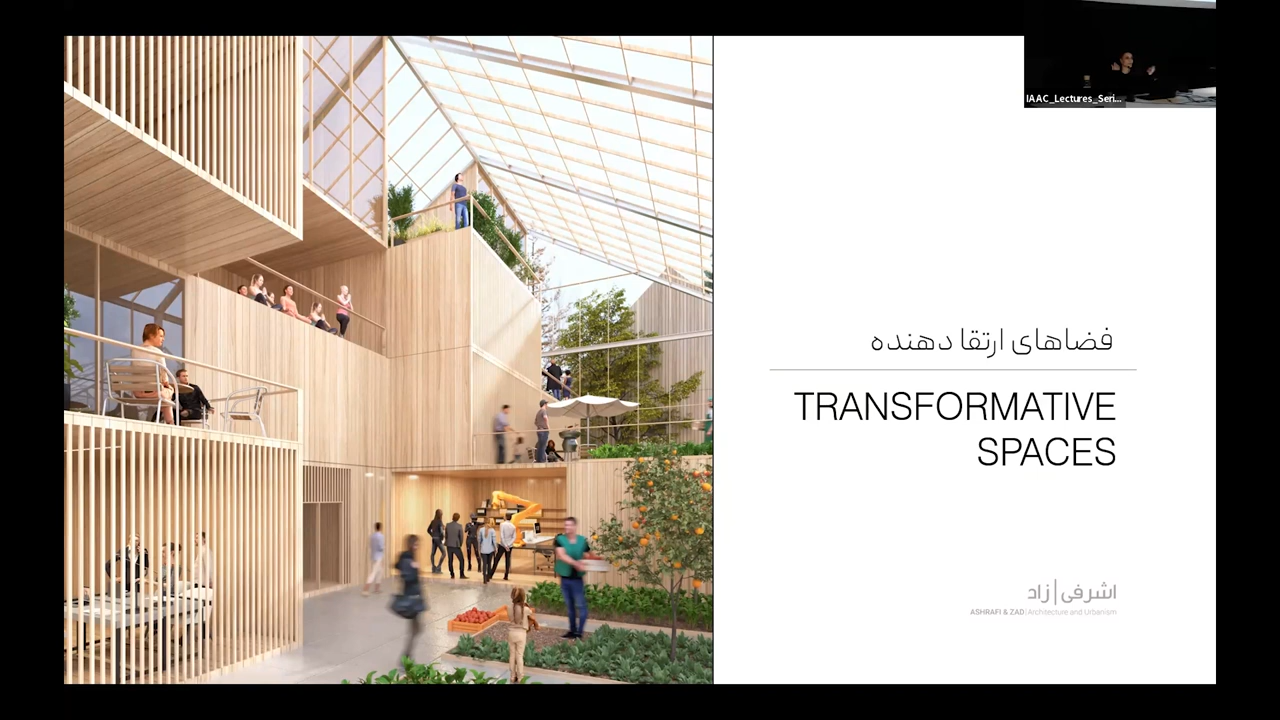 IAAC_Lectures_Seri...
فضاهای ارتقا دهنده
TRANSFORMATIVE
SPACES
اشرفی|زاد
ASHRAFI & ZAD|Architecture and Urbanism